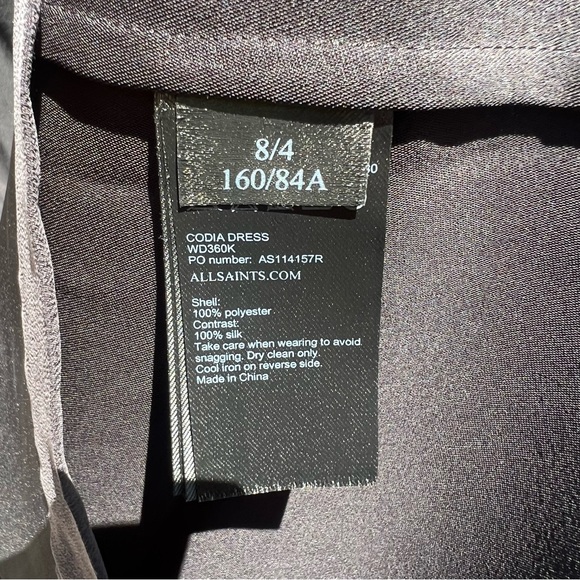 8/4
160/84A
CODIA DRESS
WD360K
PO number: AS114157R
ALLSAINTS.COM
Shell:
100% polyester
Contrast:
100% silk
Take care when wearing to avoid
snagging. Dry clean only.
Cool iron on reverse side.
Made in China